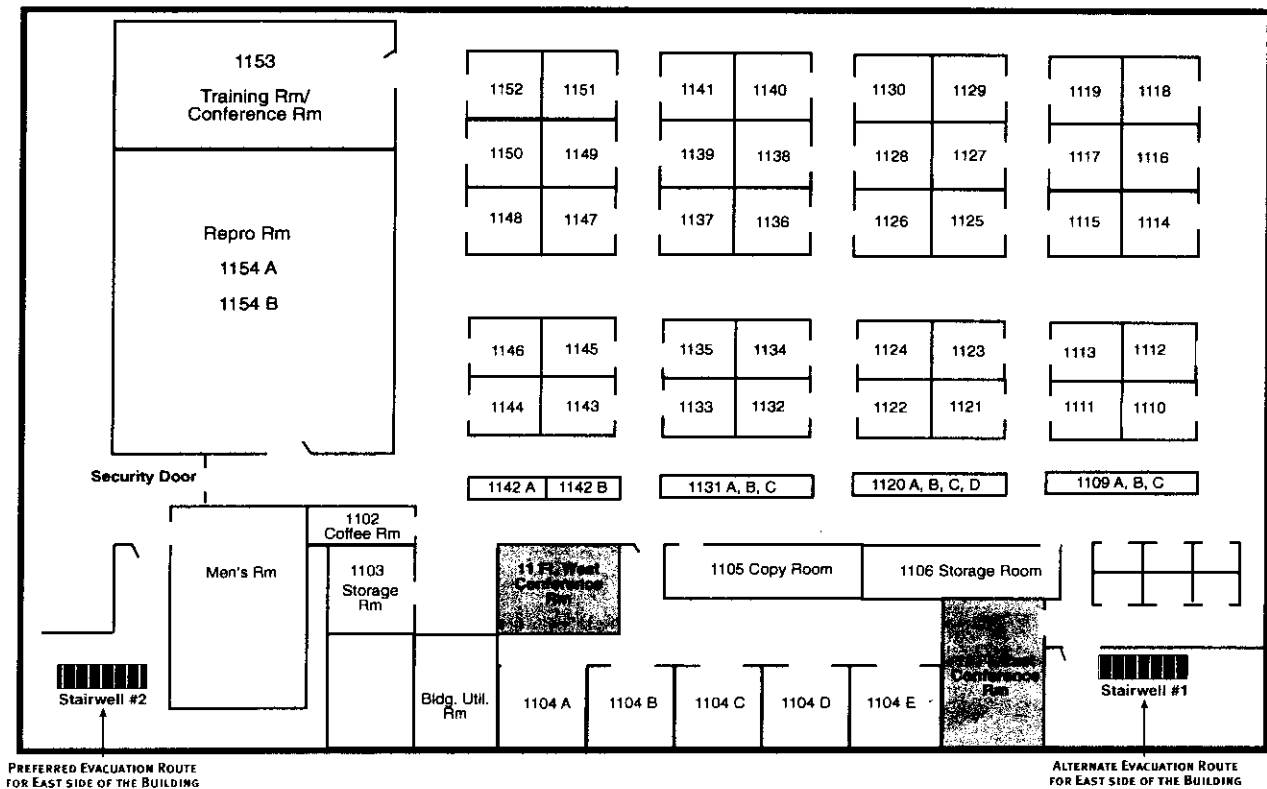 1153
Training Rm/
Conference Rm
Repro Rm
1154 A
1154 B
1152 1151
1150 1149
1148 1147
1141 1140
1139 1138
1137 1136
1130 1129
1128 1127
1126 1125
1119 1118
1117 1116
1115 1114
1146 1145
1144 1143
1135 1134
1133 1132
1124 1123
1122 1121
1113 1112
1111 1110
Security Door
1142 A 1142 B
1131 A, B, C
1120 A, B, C, D
1109 A, B, C
1102
Coffee Rm
Men's Rm
1103
Storage
Rm
11 Fl. West
Conference
Rm
1105 Copy Room
1106 Storage Room
East
Conference
Rm
Stairwell #2
Bldg. Util.
Rm
1104 A
1104 B
1104 C
1104 D
1104 E
Stairwell #1
PREFERRED EVACUATION ROUTE
FOR EAST SIDE OF THE BUILDING
ALTERNATE EVACUATION ROUTE
FOR EAST SIDE OF THE BUILDING